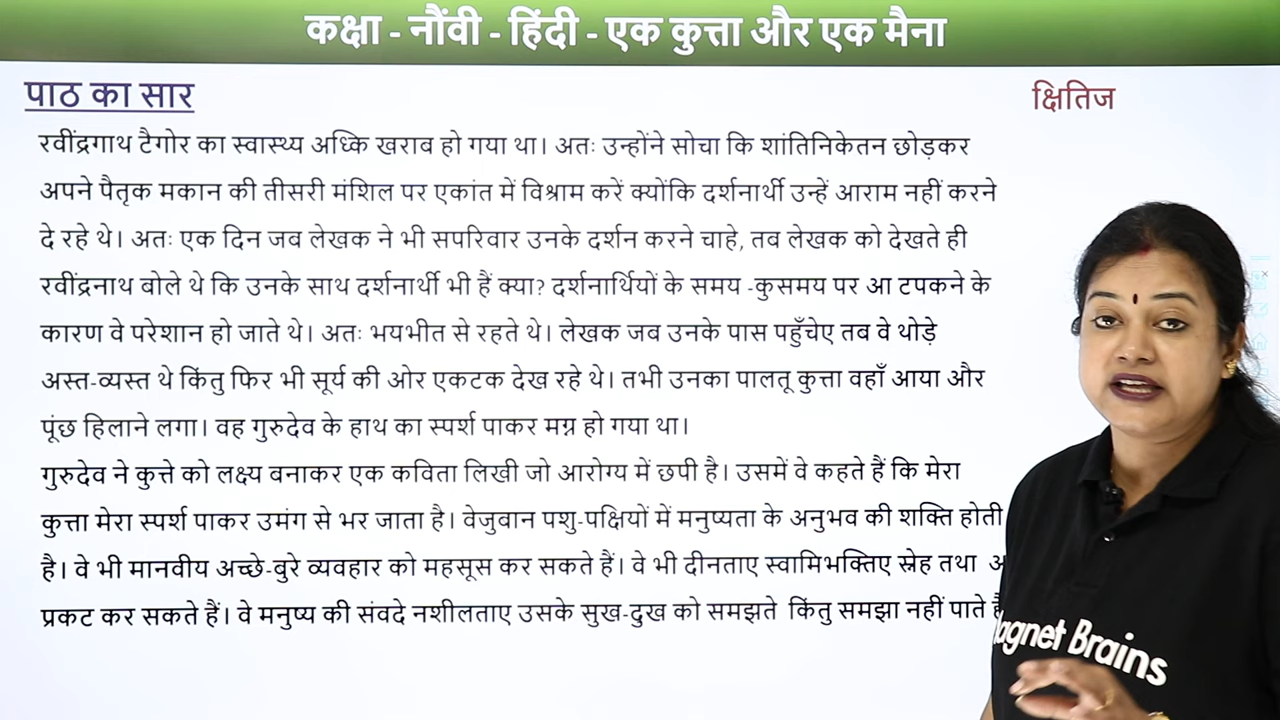 कक्षा - नौंवी - हिंदी - एक कुत्ता और एक मैना
पाठ का सार
क्षितिज
रवींद्रगाथ टैगोर का स्वास्थ्य अधिक खराब हो गया था। अतः उन्होंने सोचा कि शांतिनिकेतन छोड़कर
अपने पैतृक मकान की तीसरी मंशिल पर एकांत में विश्राम करें क्योंकि दर्शनार्थी उन्हें आराम नहीं करने
दे रहे थे। अतः एक दिन जब लेखक ने भी सपरिवार उनके दर्शन करने चाहे, तब लेखक को देखते ही
रवींद्रनाथ बोले थे कि उनके साथ दर्शनार्थी भी हैं क्या? दर्शनार्थियों के समय -कुसमय पर आ टपकने के
कारण वे परेशान हो जाते थे। अतः भयभीत से रहते थे। लेखक जब उनके पास पहुँचेए तब वे थोड़े
अस्त-व्यस्त थे किंतु फिर भी सूर्य की ओर एकटक देख रहे थे। तभी उनका पालतू कुत्ता वहाँ आया और
पूंछ हिलाने लगा। वह गुरुदेव के हाथ का स्पर्श पाकर मग्न हो गया था।
गुरुदेव ने कुत्ते को लक्ष्य बनाकर एक कविता लिखी जो आरोग्य में छपी है। उसमें वे कहते हैं कि मेरा
कुत्ता मेरा स्पर्श पाकर उमंग से भर जाता है। वेजुबान पशु-पक्षियों में मनुष्यता के अनुभव की शक्ति होती
है। वे भी मानवीय अच्छे-बुरे व्यवहार को महसूस कर सकते हैं। वे भी दीनताए स्वामिभक्तिए स्नेह तथा
प्रकट कर सकते हैं। वे मनुष्य की संवदे नशीलताए उसके सुख-दुख को समझते किंतु समझा नहीं पाते
agnet Brains